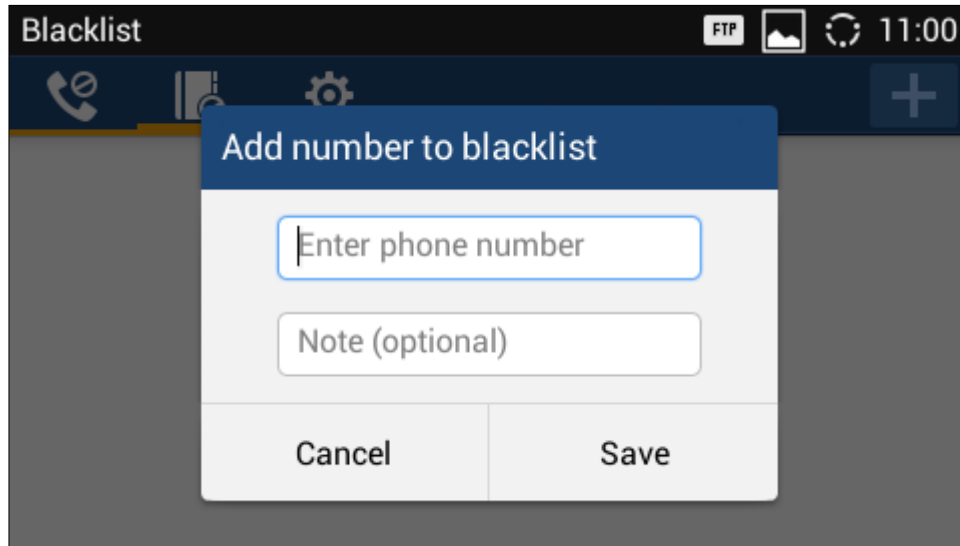 Blacklist FTP 11:00
Add number to blacklist
Enter phone number
Note (optional)
Cancel Save